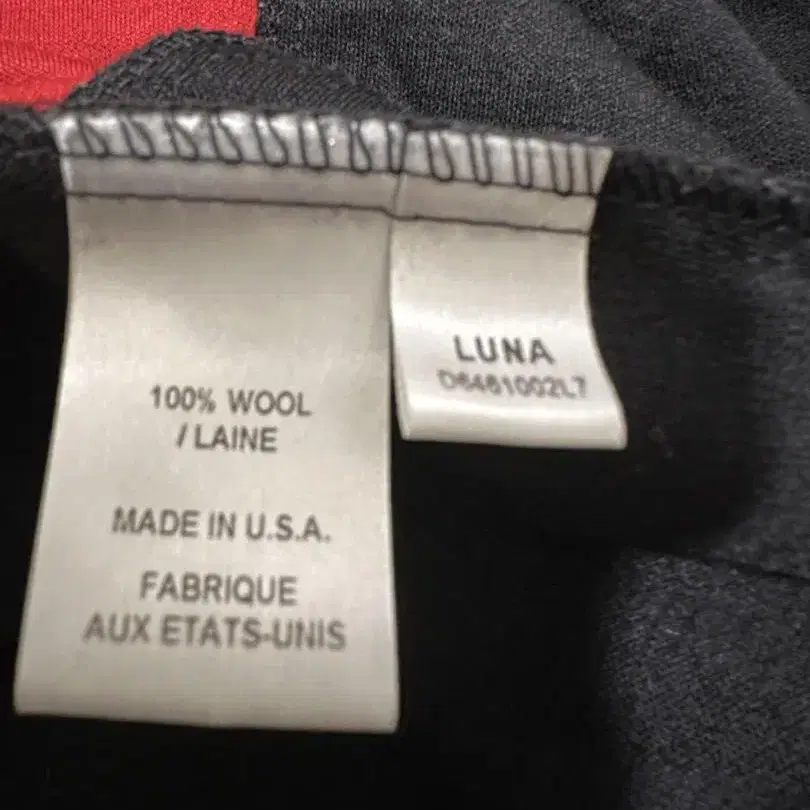 100% WOOL
/ LAINE
MADE IN U.S.A.
FABRIQUE
AUX ETATS-UNIS
LUNA
D6461002L7